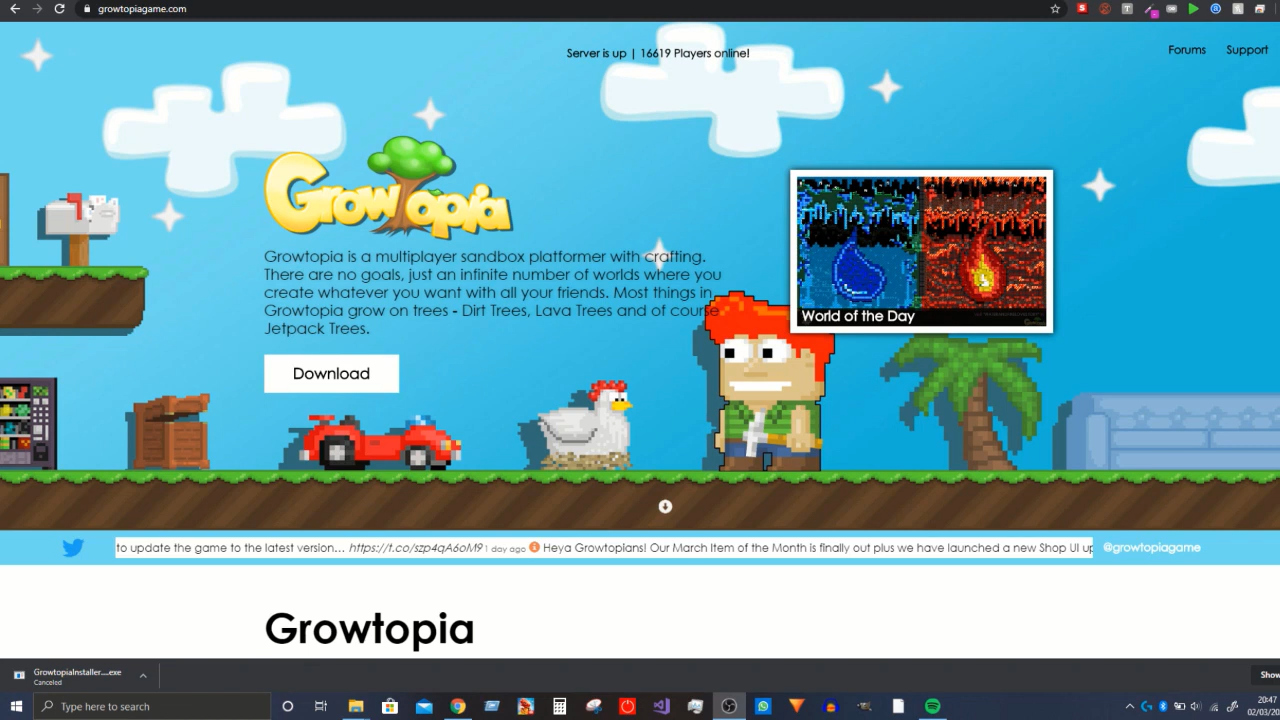 growtopiagame.com
Server is up | 16619 Players online!
Forums
Support
Growtopia
Growtopia is a multiplayer sandbox platformer with crafting.
There are no goals, just an infinite number of worlds where you
create whatever you want with all your friends. Most things in
Growtopia grow on trees - Dirt Trees, Lava Trees and of course,
Jetpack Trees.
World of the Day
Download
to update the game to the latest version... https://t.co/szp4qA6oM9 1 day ago Heya Growtopians! Our March Item of the Month is finally out plus we have launched a new Shop UI up
@growtopiagame
Growtopia
GrowtopiaInstaller....exe
Canceled
Show
Type here to search
20:47
02/03/20